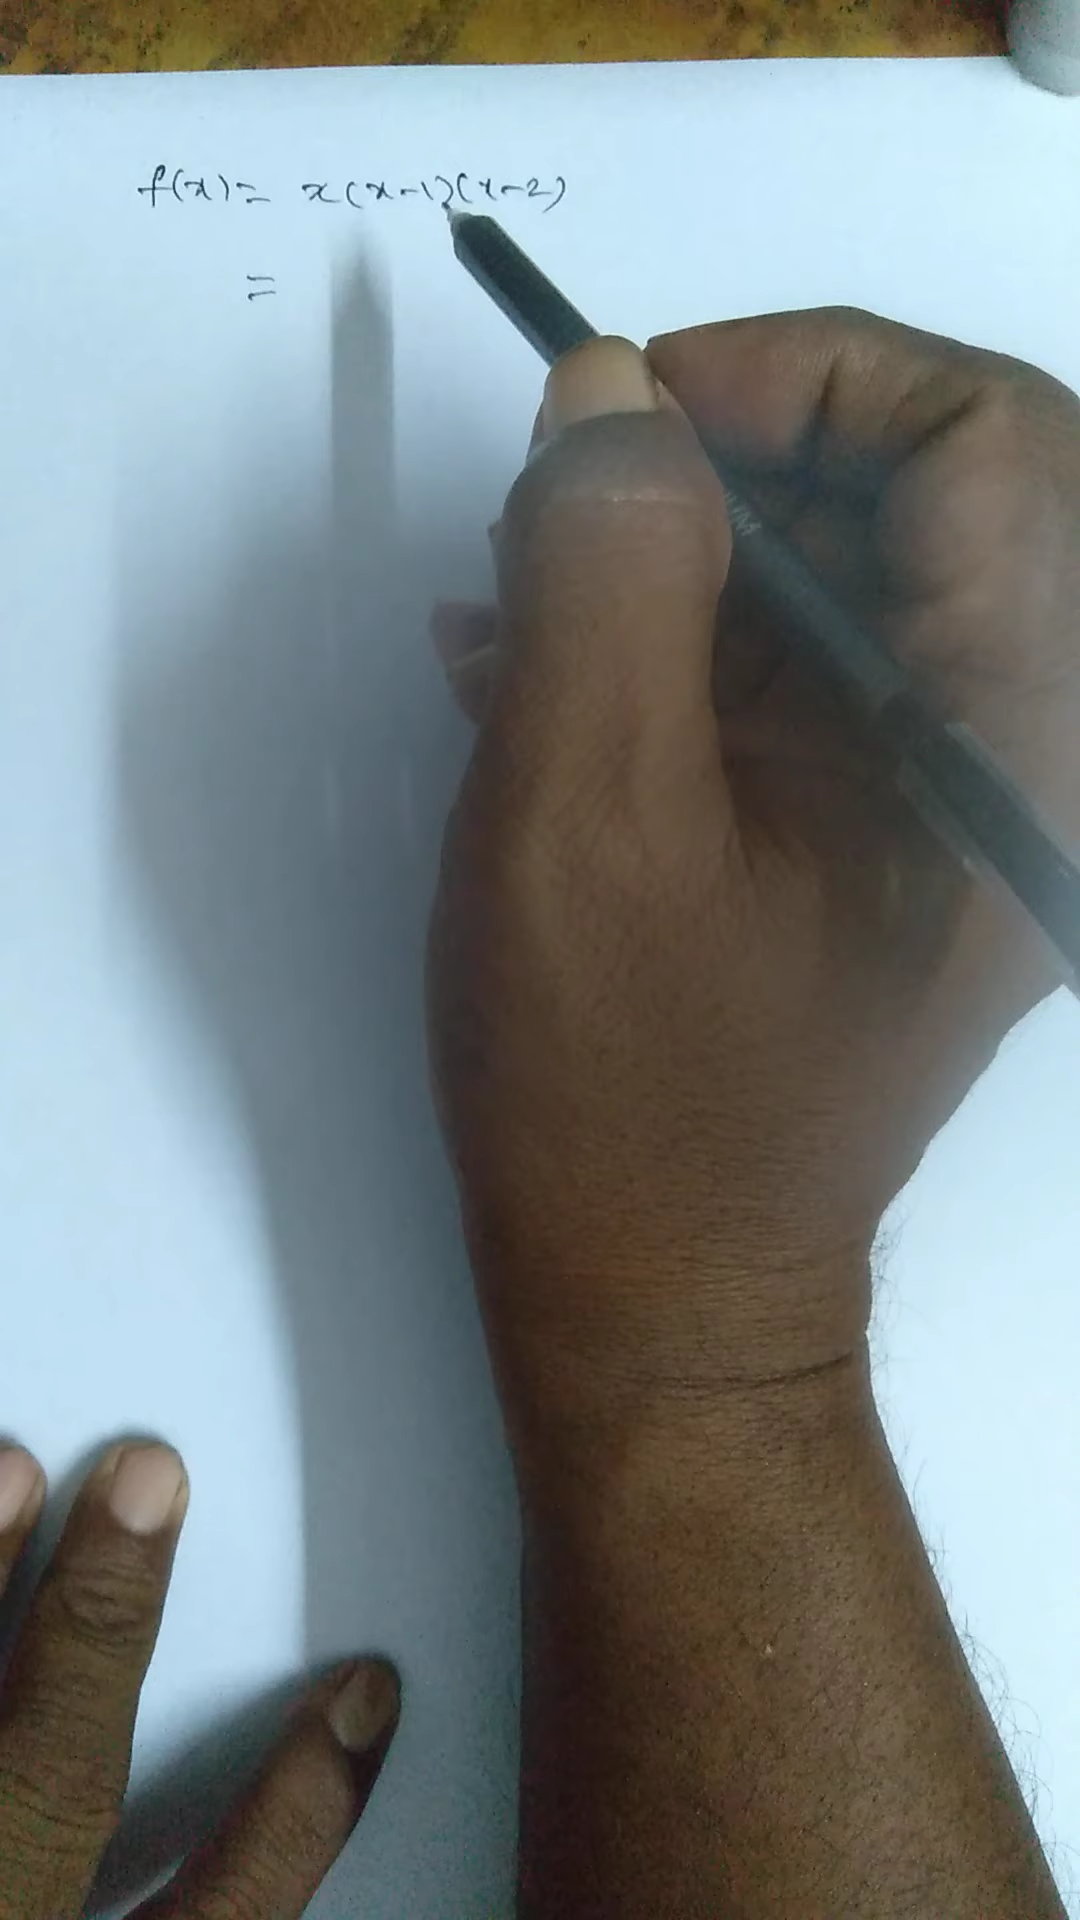 f(x)= x(x-1)(x-2)
=